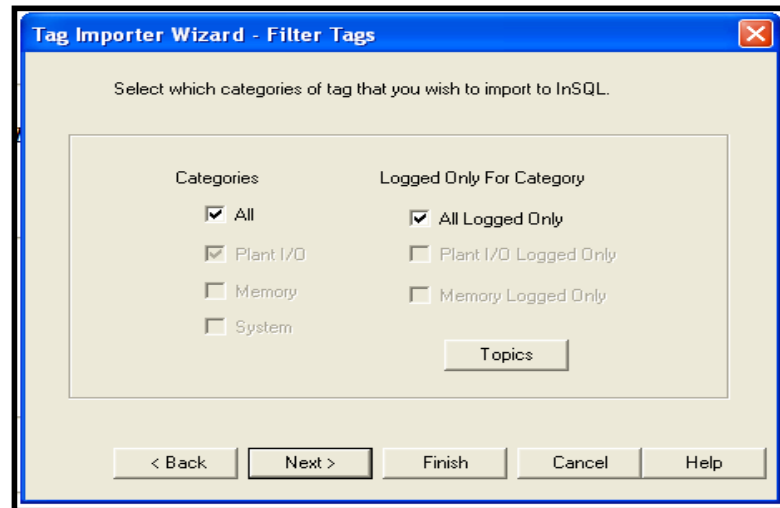 Tag Importer Wizard - Filter Tags
Select which categories of tag that you wish to import to InSQL.
Categories
Logged Only For Category
All
All Logged Only
Plant I/O
Plant I/O Logged Only
Memory
Memory Logged Only
System
Topics
< Back
Next >
Finish
Cancel
Help